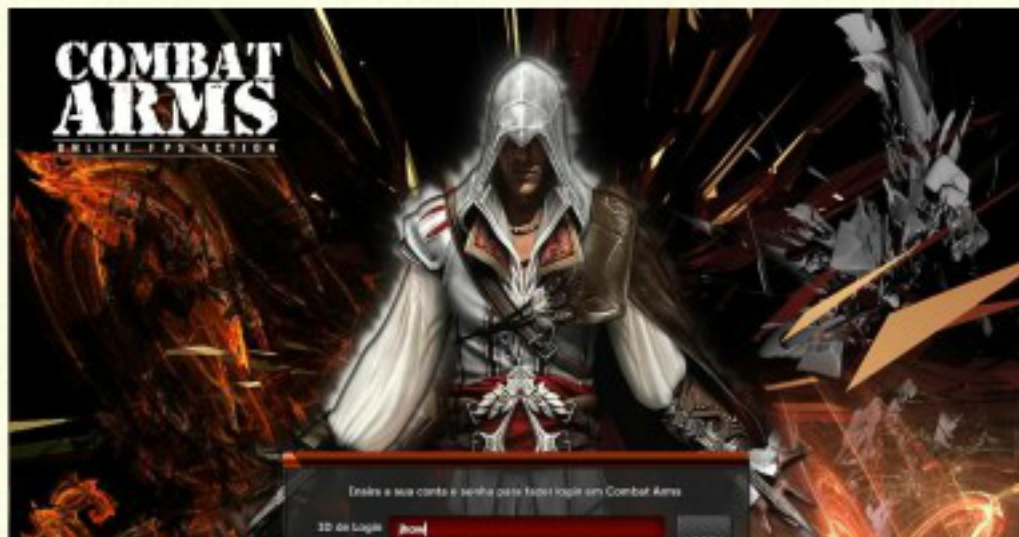 COMBAT
ARMS
ONLINE FPS ACTION
Insira a sua conta e senha para fazer login em Combat Arms
ID de Login